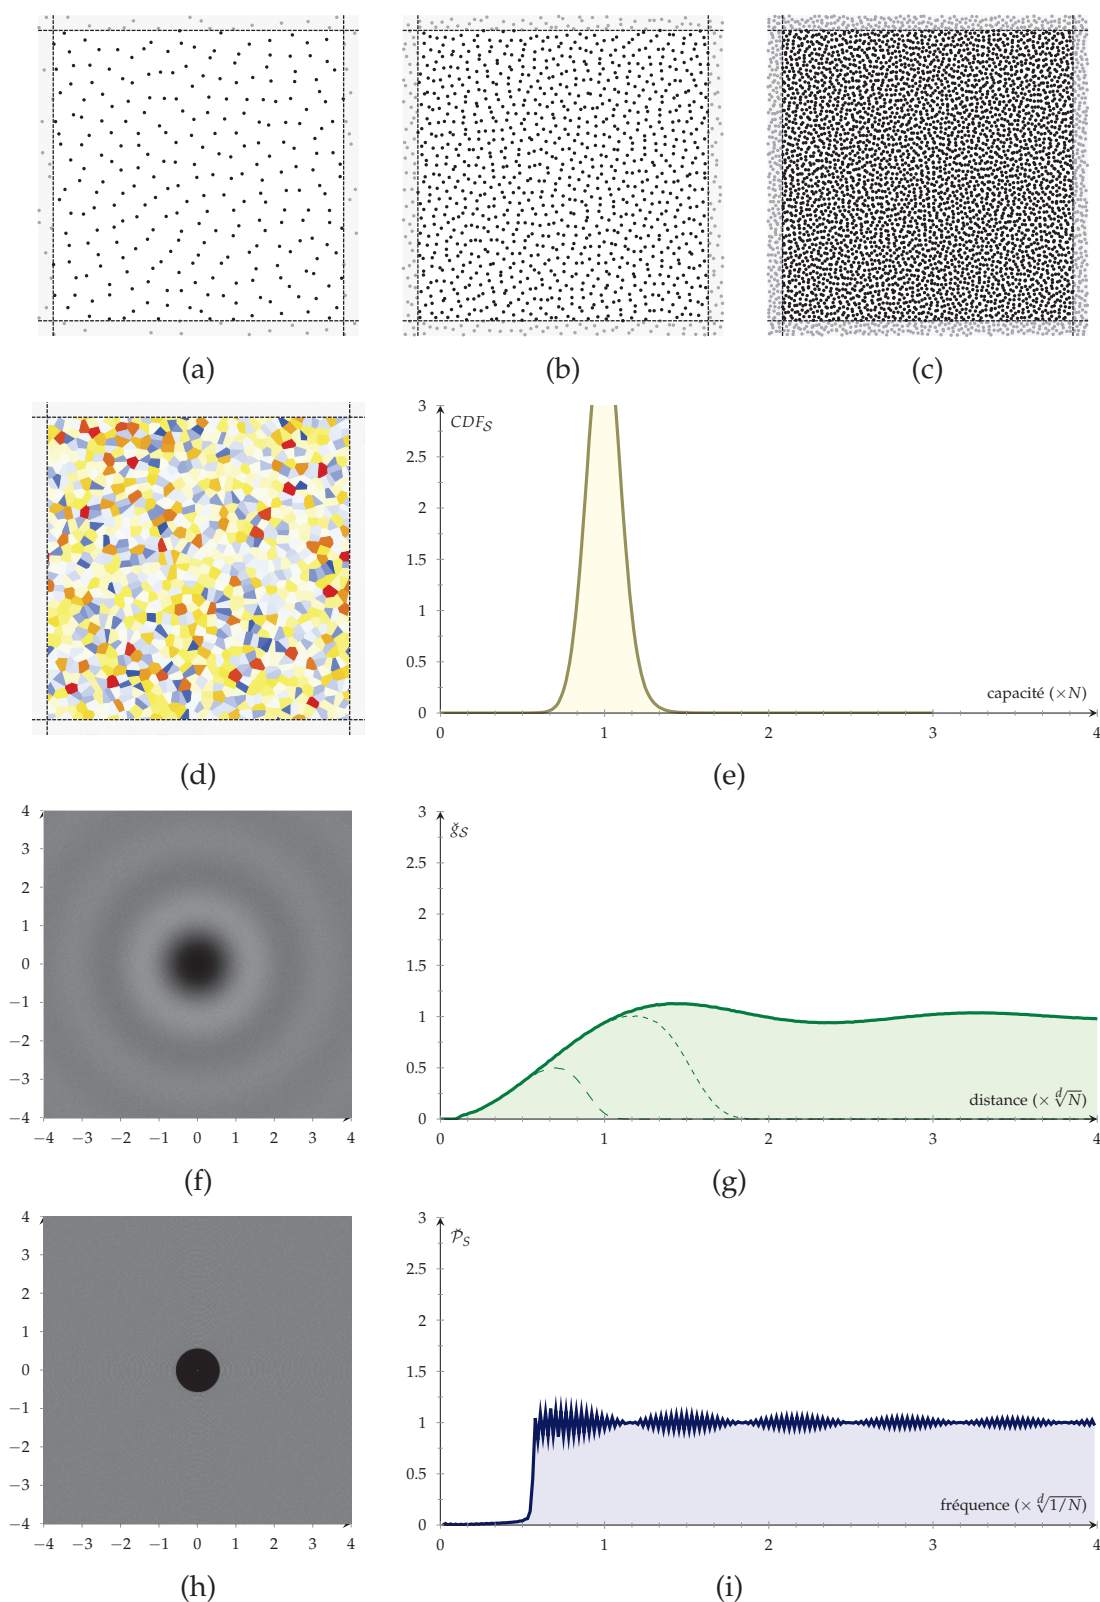 (a)
(b)
(c)
(d)
3
2.5
2
1.5
1
0.5
0
CDF_S
capacité (×N)
0 1 2 3 4
(e)
4
3
2
1
0
−1
−2
−3
−4
−4 −3 −2 −1 0 1 2 3 4
(f)
3
2.5
2
1.5
1
0.5
0
ğ_S
distance (× ᵈ√N)
0 1 2 3 4
(g)
4
3
2
1
0
−1
−2
−3
−4
−4 −3 −2 −1 0 1 2 3 4
(h)
3
2.5
2
1.5
1
0.5
0
P̆_S
fréquence (× ᵈ√1/N)
0 1 2 3 4
(i)